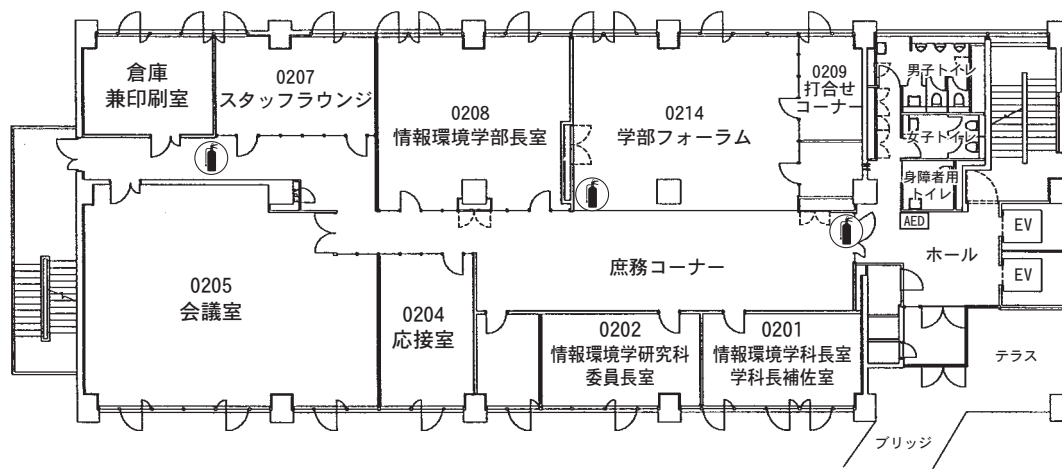 倉庫
兼印刷室
0207
スタッフラウンジ
0208
情報環境学部長室
0214
学部フォーラム
0209
打合せ
コーナー
男子トイレ
女子トイレ
身障者用
トイレ
AED
EV
EV
ホール
庶務コーナー
0205
会議室
0204
応接室
0202
情報環境学研究科
委員長室
0201
情報環境学科長室
学科長補佐室
テラス
ブリッジ